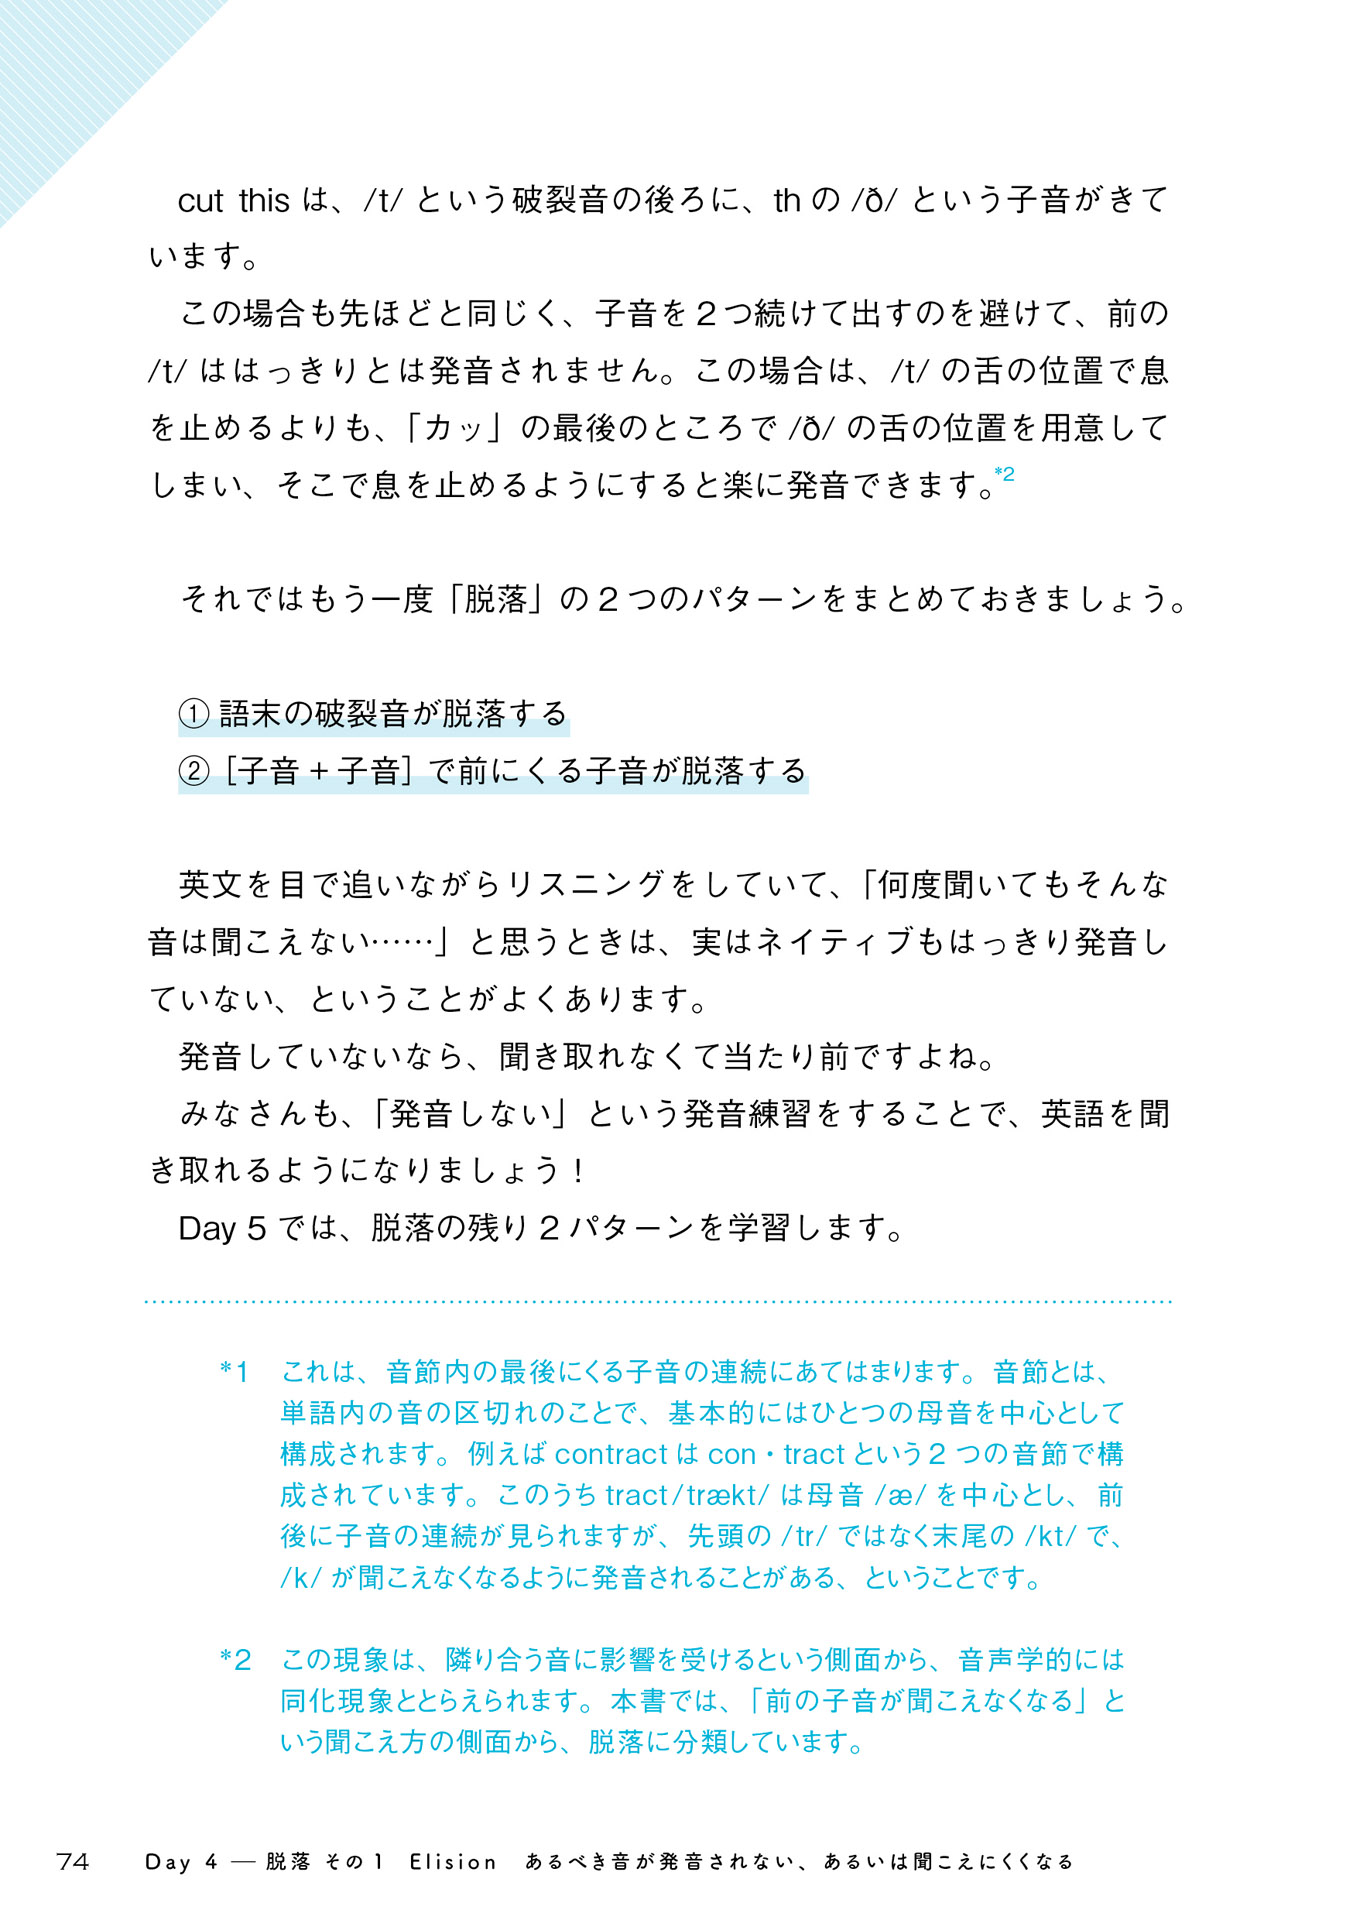 cut this は、/t/ という破裂音の後ろに、th の /ð/ という子音がきて
います。
この場合も先ほどと同じく、子音を２つ続けて出すのを避けて、前の
/t/ ははっきりとは発音されません。この場合は、/t/ の舌の位置で息
を止めるよりも、「カッ」の最後のところで /ð/ の舌の位置を用意して
しまい、そこで息を止めるようにすると楽に発音できます。*2
それではもう一度「脱落」の２つのパターンをまとめておきましょう。
① 語末の破裂音が脱落する
②［子音 + 子音］で前にくる子音が脱落する
英文を目で追いながらリスニングをしていて、「何度聞いてもそんな
音は聞こえない……」と思うときは、実はネイティブもはっきり発音し
ていない、ということがよくあります。
発音していないなら、聞き取れなくて当たり前ですよね。
みなさんも、「発音しない」という発音練習をすることで、英語を聞
き取れるようになりましょう！
Day 5 では、脱落の残り２パターンを学習します。
*1 これは、音節内の最後にくる子音の連続にあてはまります。音節とは、
単語内の音の区切れのことで、基本的にはひとつの母音を中心として
構成されます。例えば contract は con・tract という 2 つの音節で構
成されています。このうち tract/trækt/ は母音 /æ/ を中心とし、前
後に子音の連続が見られますが、先頭の /tr/ ではなく末尾の /kt/ で、
/k/ が聞こえなくなるように発音されることがある、ということです。
*2 この現象は、隣り合う音に影響を受けるという側面から、音声学的には
同化現象ととらえられます。本書では、「前の子音が聞こえなくなる」と
いう聞こえ方の側面から、脱落に分類しています。
74 Day 4 — 脱落 その1 Elision あるべき音が発音されない、あるいは聞こえにくくなる